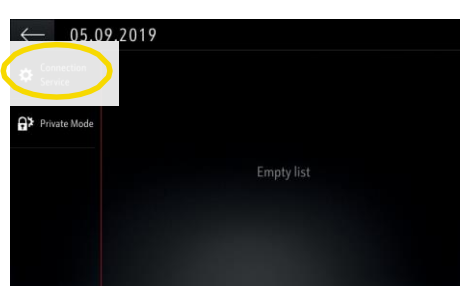 05.09.2019
Connection
Service
Private Mode
Empty list